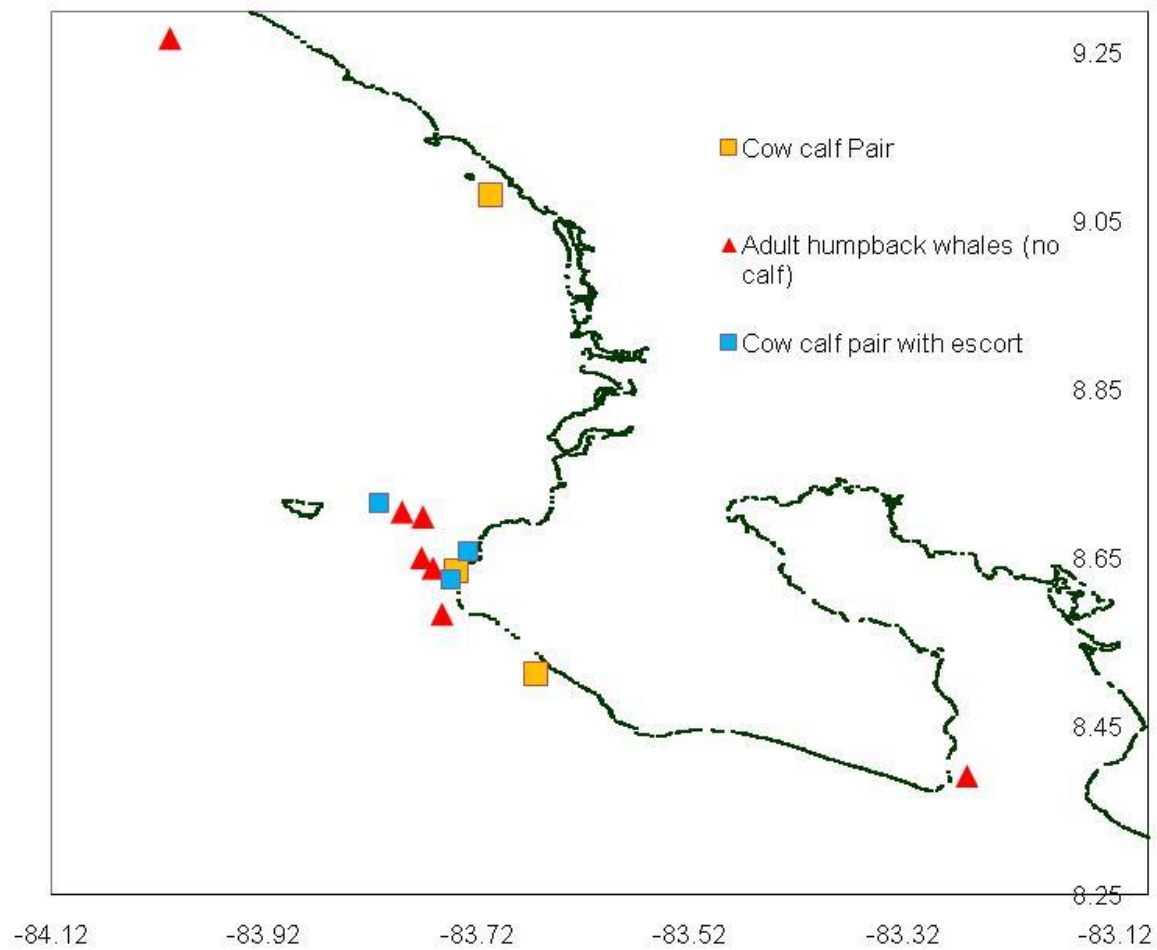 9.25
Cow calf Pair
9.05
Adult humpback whales (no
calf)
Cow calf pair with escort
8.85
8.65
8.45
8.25
-84.12 -83.92 -83.72 -83.52 -83.32 -83.12